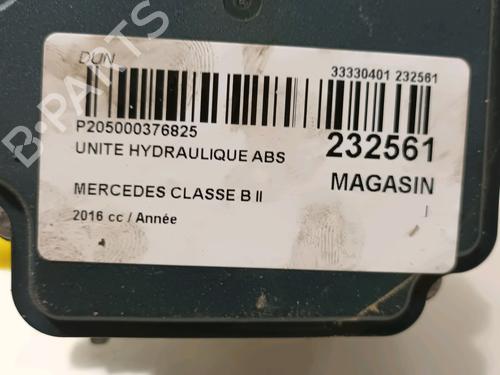 DUN
33330401 232561
P205000376825
232561
UNITE HYDRAULIQUE ABS
MAGASIN
MERCEDES CLASSE B II
2016 cc / Année
B-PARTS